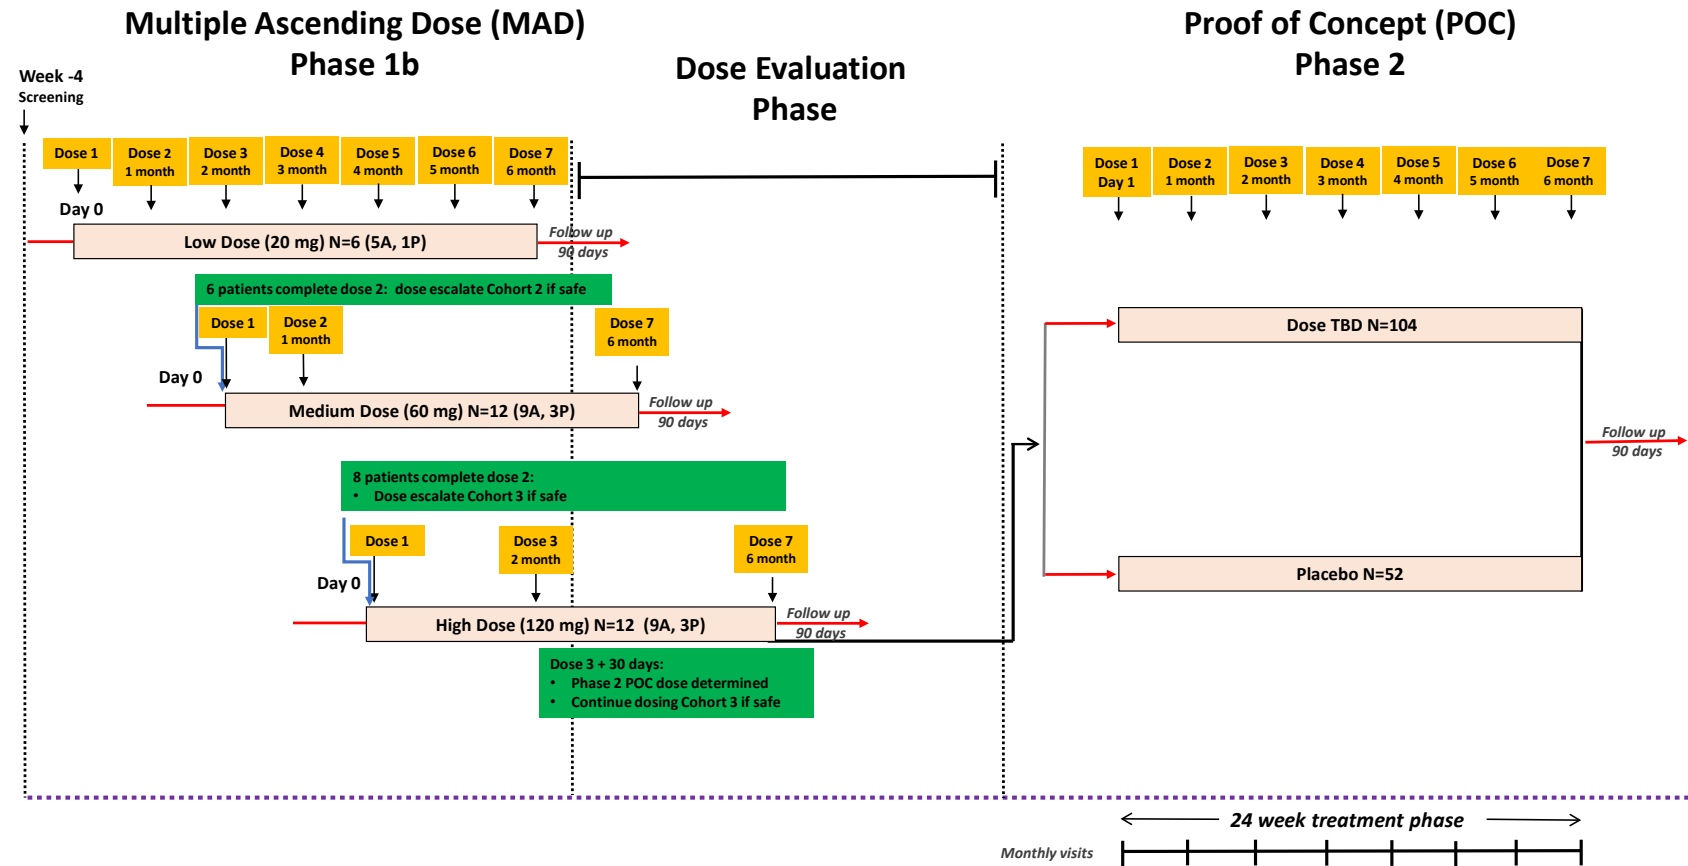 Multiple Ascending Dose (MAD)
Phase 1b
Dose Evaluation
Phase
Proof of Concept (POC)
Phase 2
Week -4
Screening
Dose 1
Dose 2
1 month
Dose 3
2 month
Dose 4
3 month
Dose 5
4 month
Dose 6
5 month
Dose 7
6 month
Day 0
Low Dose (20 mg) N=6 (5A, 1P)
Follow up
90 days
6 patients complete dose 2: dose escalate Cohort 2 if safe
Dose 1
Dose 2
1 month
Dose 7
6 month
Day 0
Medium Dose (60 mg) N=12 (9A, 3P)
Follow up
90 days
8 patients complete dose 2:
• Dose escalate Cohort 3 if safe
Dose 1
Dose 3
2 month
Dose 7
6 month
Day 0
High Dose (120 mg) N=12 (9A, 3P)
Follow up
90 days
Dose 3 + 30 days:
• Phase 2 POC dose determined
• Continue dosing Cohort 3 if safe
Dose 1
Day 1
Dose 2
1 month
Dose 3
2 month
Dose 4
3 month
Dose 5
4 month
Dose 6
5 month
Dose 7
6 month
Dose TBD N=104
Placebo N=52
Follow up
90 days
24 week treatment phase
Monthly visits